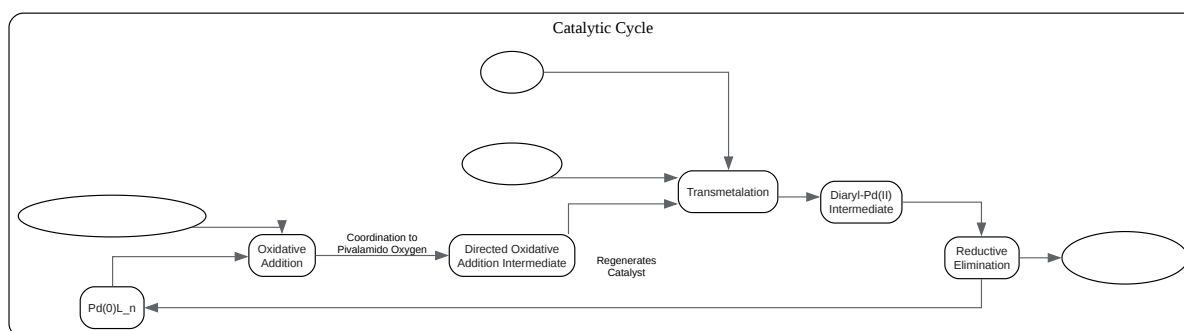 Catalytic Cycle
Transmetalation
Diaryl-Pd(II)
Intermediate
Oxidative
Addition
Coordination to
Pivalamido Oxygen
Directed Oxidative
Addition Intermediate
Regenerates
Catalyst
Reductive
Elimination
Pd(0)L_n